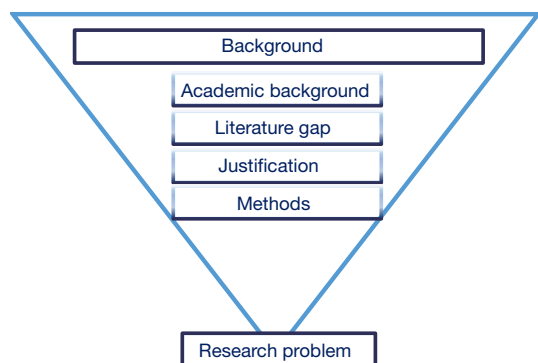 Background
Academic background
Literature gap
Justification
Methods
Research problem